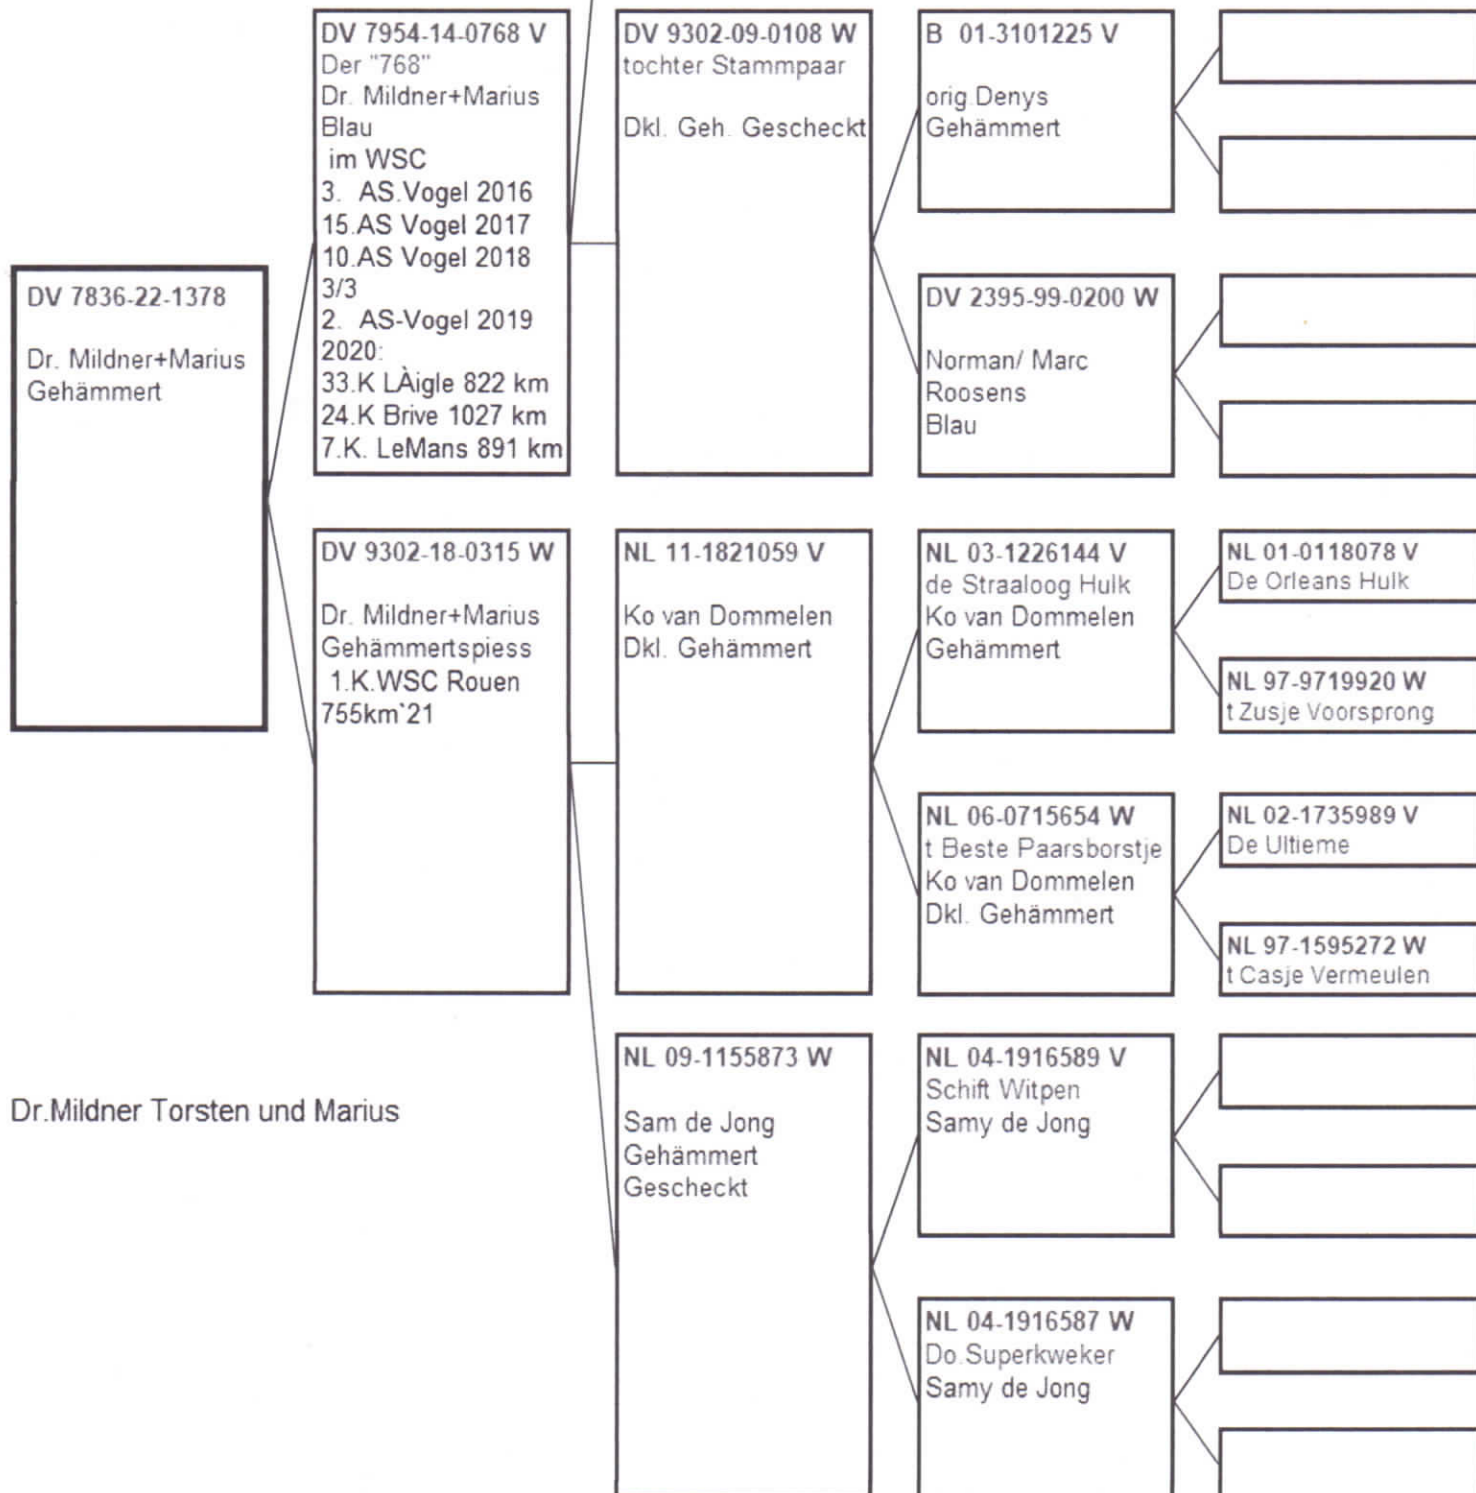 DV 7836-22-1378
Dr. Mildner+Marius
Gehämmert
DV 7954-14-0768 V
Der "768"
Dr. Mildner+Marius
Blau
im WSC
3. AS.Vogel 2016
15.AS Vogel 2017
10.AS Vogel 2018
3/3
2. AS-Vogel 2019
2020:
33.K LÀigle 822 km
24.K Brive 1027 km
7.K. LeMans 891 km
DV 9302-18-0315 W
Dr. Mildner+Marius
Gehämmertspiess
1.K.WSC Rouen
755km`21
DV 9302-09-0108 W
tochter Stammpaar
Dkl. Geh. Gescheckt
NL 11-1821059 V
Ko van Dommelen
Dkl. Gehämmert
NL 09-1155873 W
Sam de Jong
Gehämmert
Gescheckt
B 01-3101225 V
orig.Denys
Gehämmert
DV 2395-99-0200 W
Norman/ Marc
Roosens
Blau
NL 03-1226144 V
de Straaloog Hulk
Ko van Dommelen
Gehämmert
NL 06-0715654 W
t Beste Paarsborstje
Ko van Dommelen
Dkl. Gehämmert
NL 04-1916589 V
Schift Witpen
Samy de Jong
NL 04-1916587 W
Do.Superkweker
Samy de Jong
NL 01-0118078 V
De Orleans Hulk
NL 97-9719920 W
t Zusje Voorsprong
NL 02-1735989 V
De Ultieme
NL 97-1595272 W
t Casje Vermeulen
Dr.Mildner Torsten und Marius